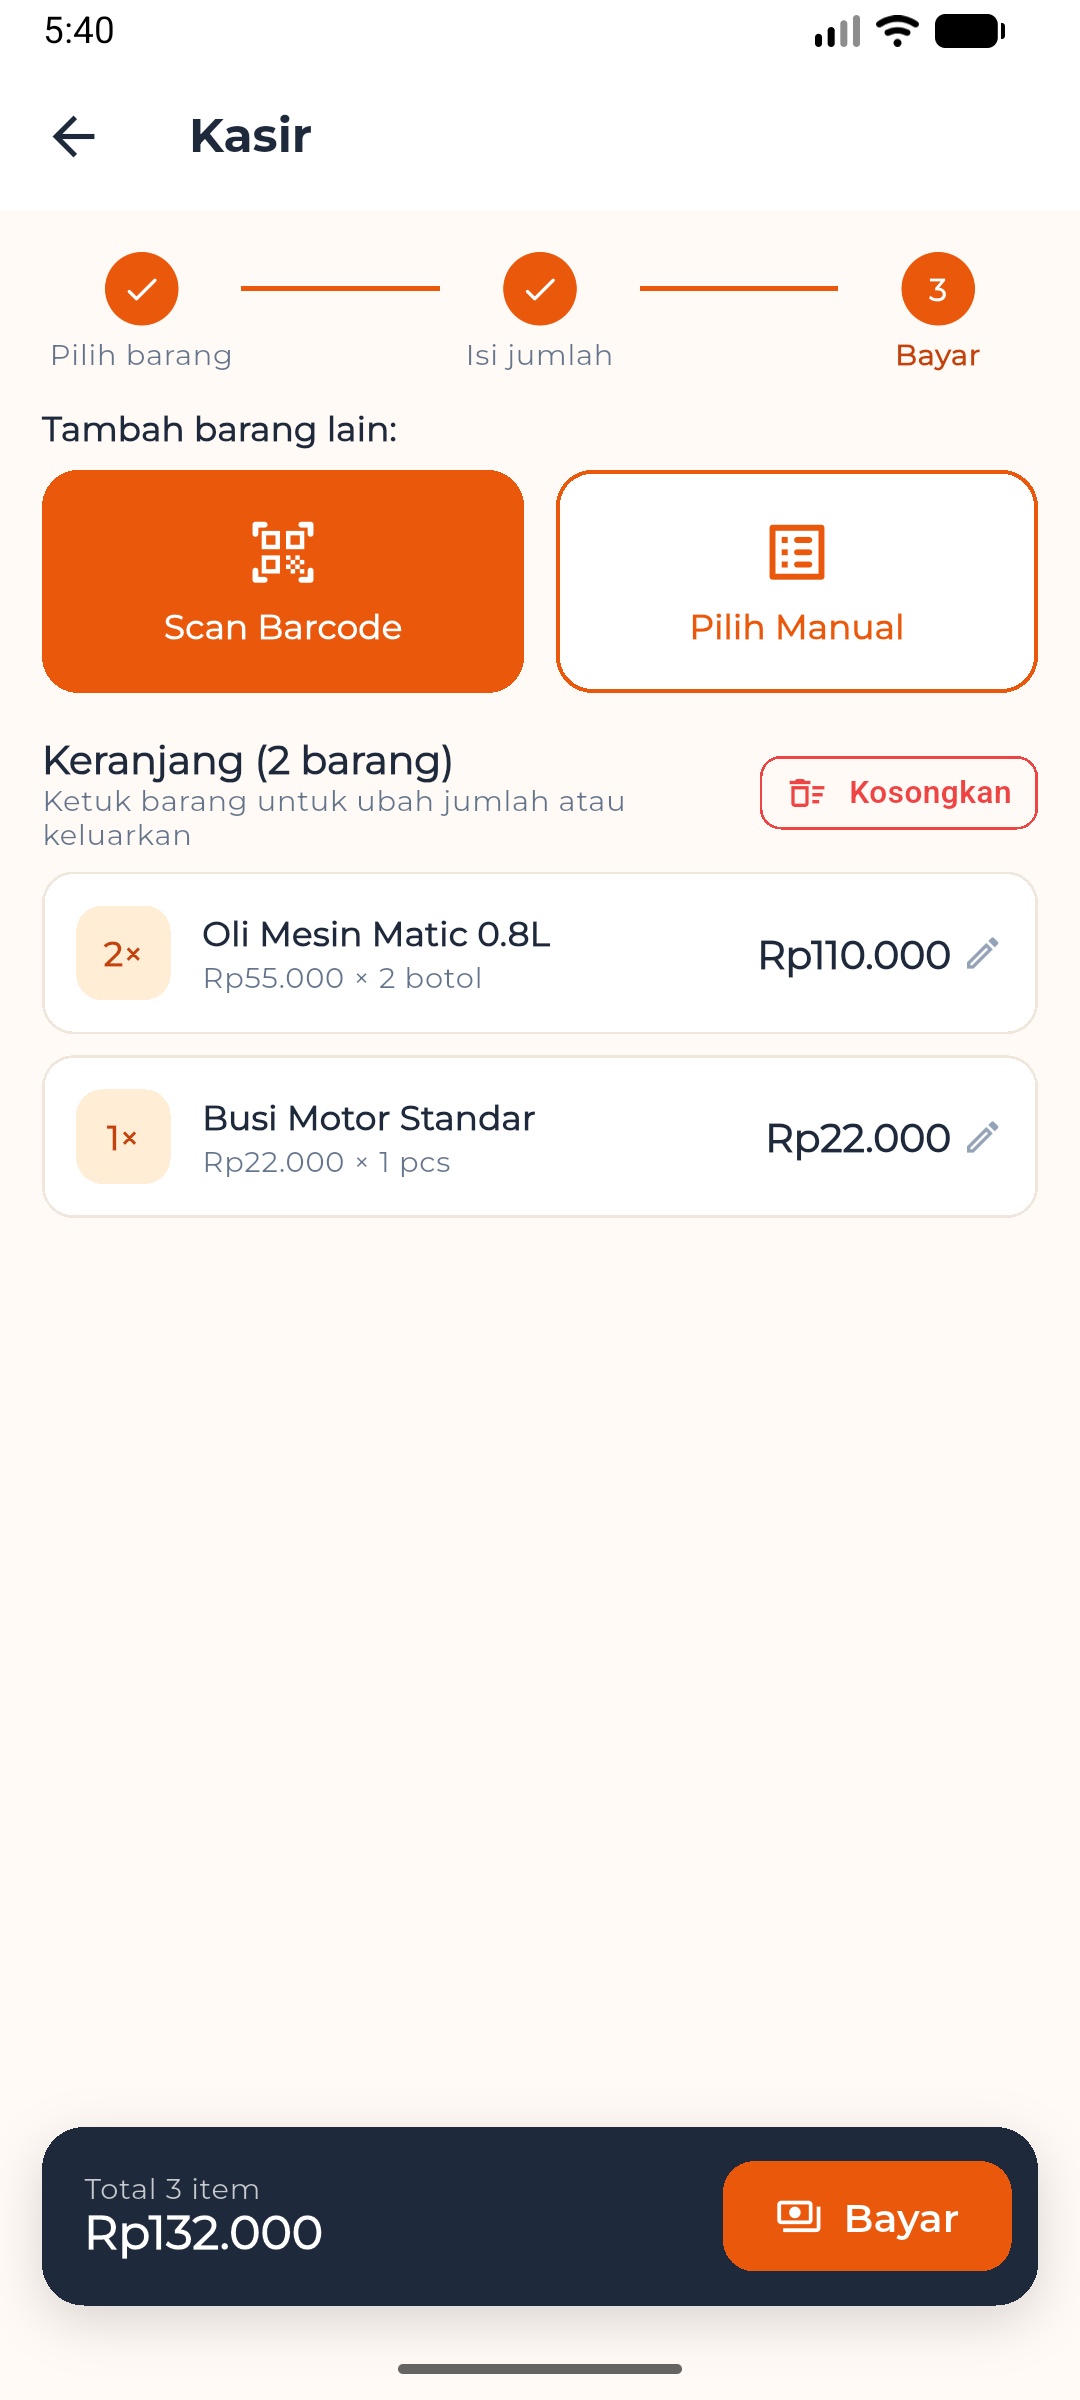 5:40
Kasir
3
Pilih barang
Isi jumlah
Bayar
Tambah barang lain:
Scan Barcode
Pilih Manual
Keranjang (2 barang)
Ketuk barang untuk ubah jumlah atau
keluarkan
Kosongkan
2×
Oli Mesin Matic 0.8L
Rp55.000 × 2 botol
Rp110.000
1×
Busi Motor Standar
Rp22.000 × 1 pcs
Rp22.000
Total 3 item
Rp132.000
Bayar